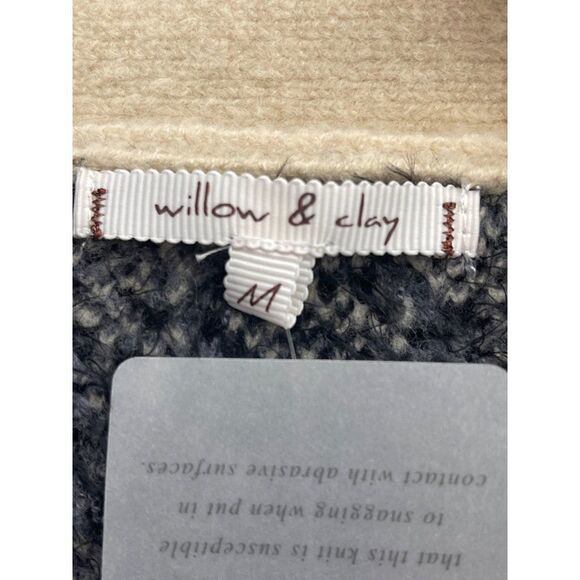 willow & clay
M
that this knit is susceptible
to snagging when put in
contact with abrasive surfaces.